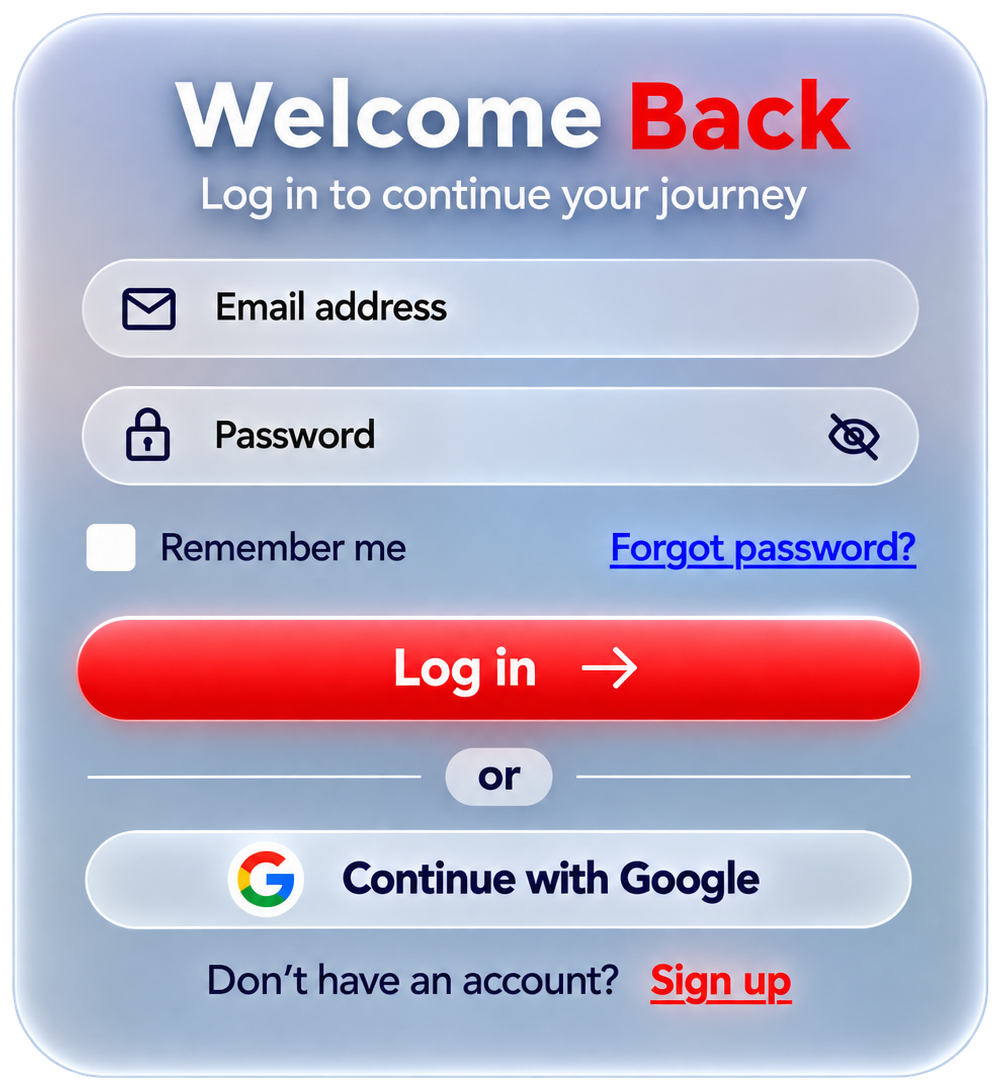 Welcome Back
Log in to continue your journey
Email address
Password
Remember me
Forgot password?
Log in →
or
Continue with Google
Don’t have an account? Sign up